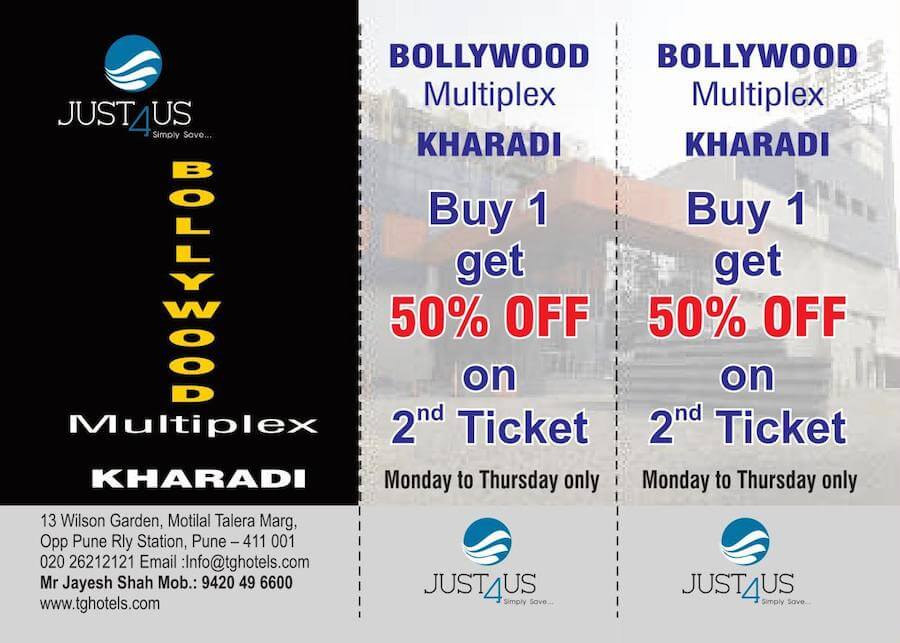 JUST4US
Simply Save...
BOLLYWOOD
Multiplex
KHARADI
13 Wilson Garden, Motilal Talera Marg,
Opp Pune Rly Station, Pune – 411 001
020 26212121 Email :Info@tghotels.com
Mr Jayesh Shah Mob.: 9420 49 6600
www.tghotels.com
BOLLYWOOD
Multiplex
KHARADI
Buy 1
get
50% OFF
on
2nd Ticket
Monday to Thursday only
JUST4US
Simply Save...
BOLLYWOOD
Multiplex
KHARADI
Buy 1
get
50% OFF
on
2nd Ticket
Monday to Thursday only
JUST4US
Simply Save...